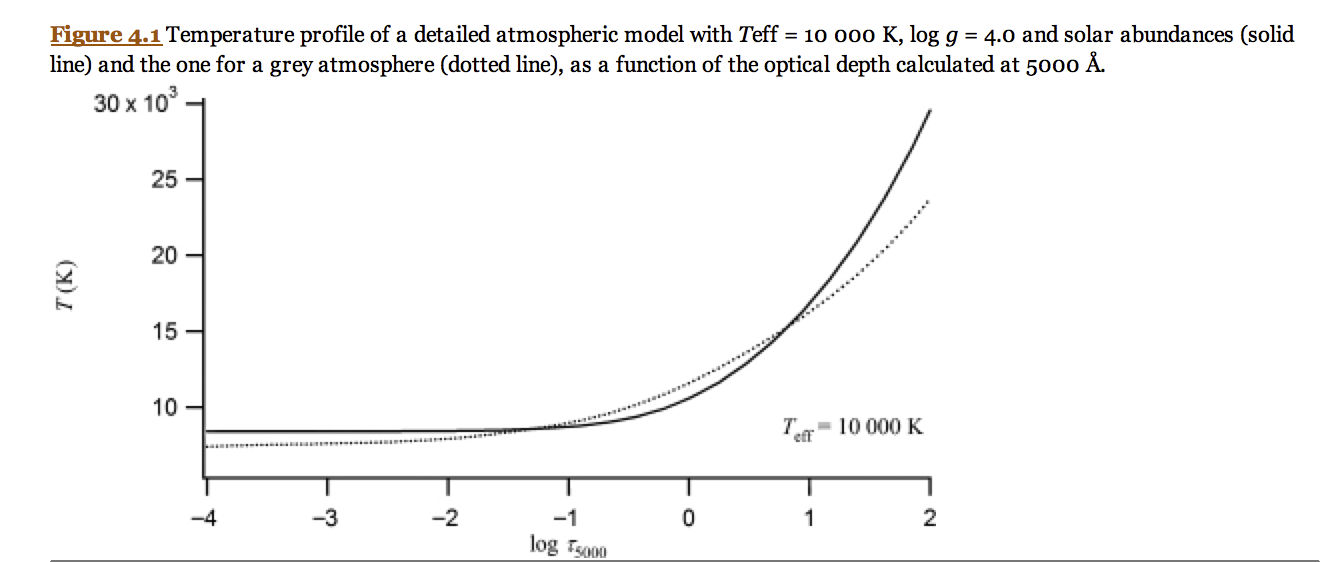 Figure 4.1 Temperature profile of a detailed atmospheric model with Teff = 10 000 K, log g = 4.0 and solar abundances (solid
line) and the one for a grey atmosphere (dotted line), as a function of the optical depth calculated at 5000 Å.
30 x 10³
25
20
15
10
T (K)
T_eff = 10 000 K
−4 −3 −2 −1 0 1 2
log τ₅₀₀₀